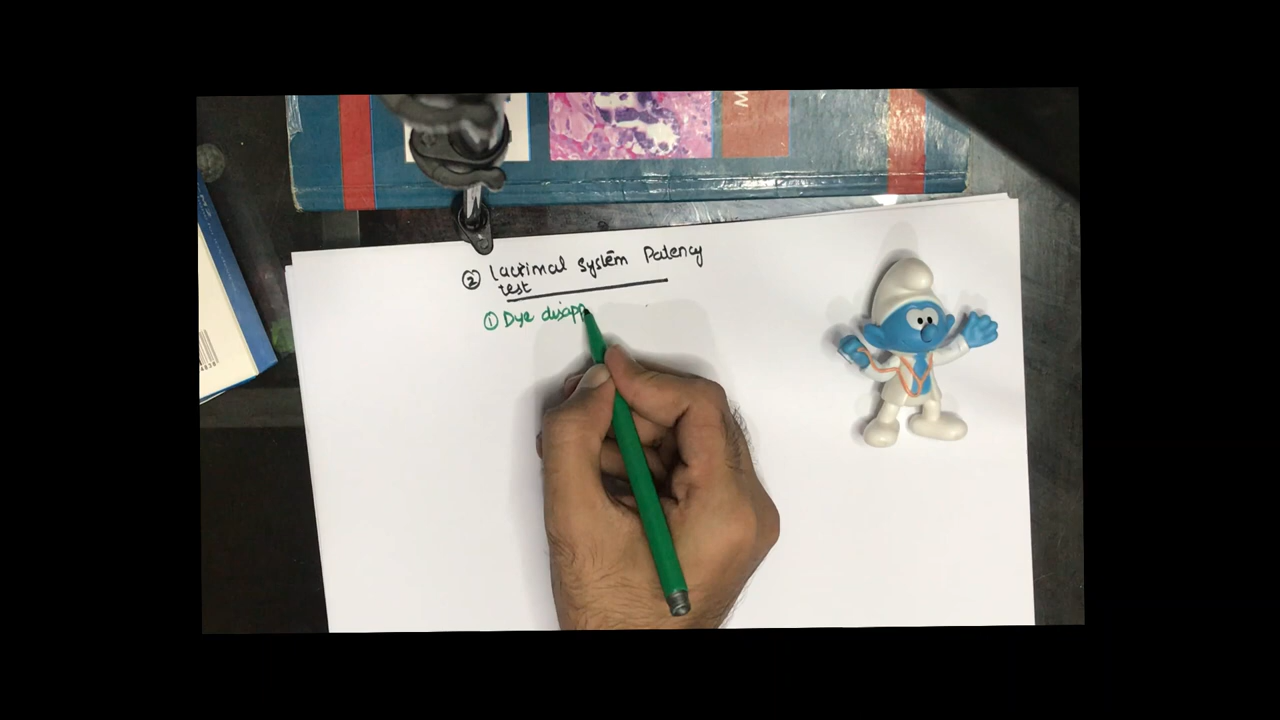 M
② Lacrimal System Patency
test
① Dye disapp